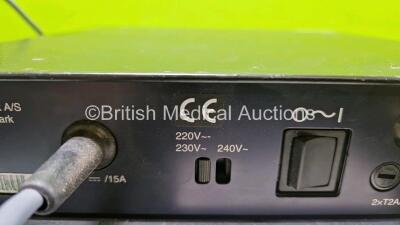 A/S
ark
CE
O~I
©British Medical Auctions
220V~
230V~ 240V~
/15A
2xT2A